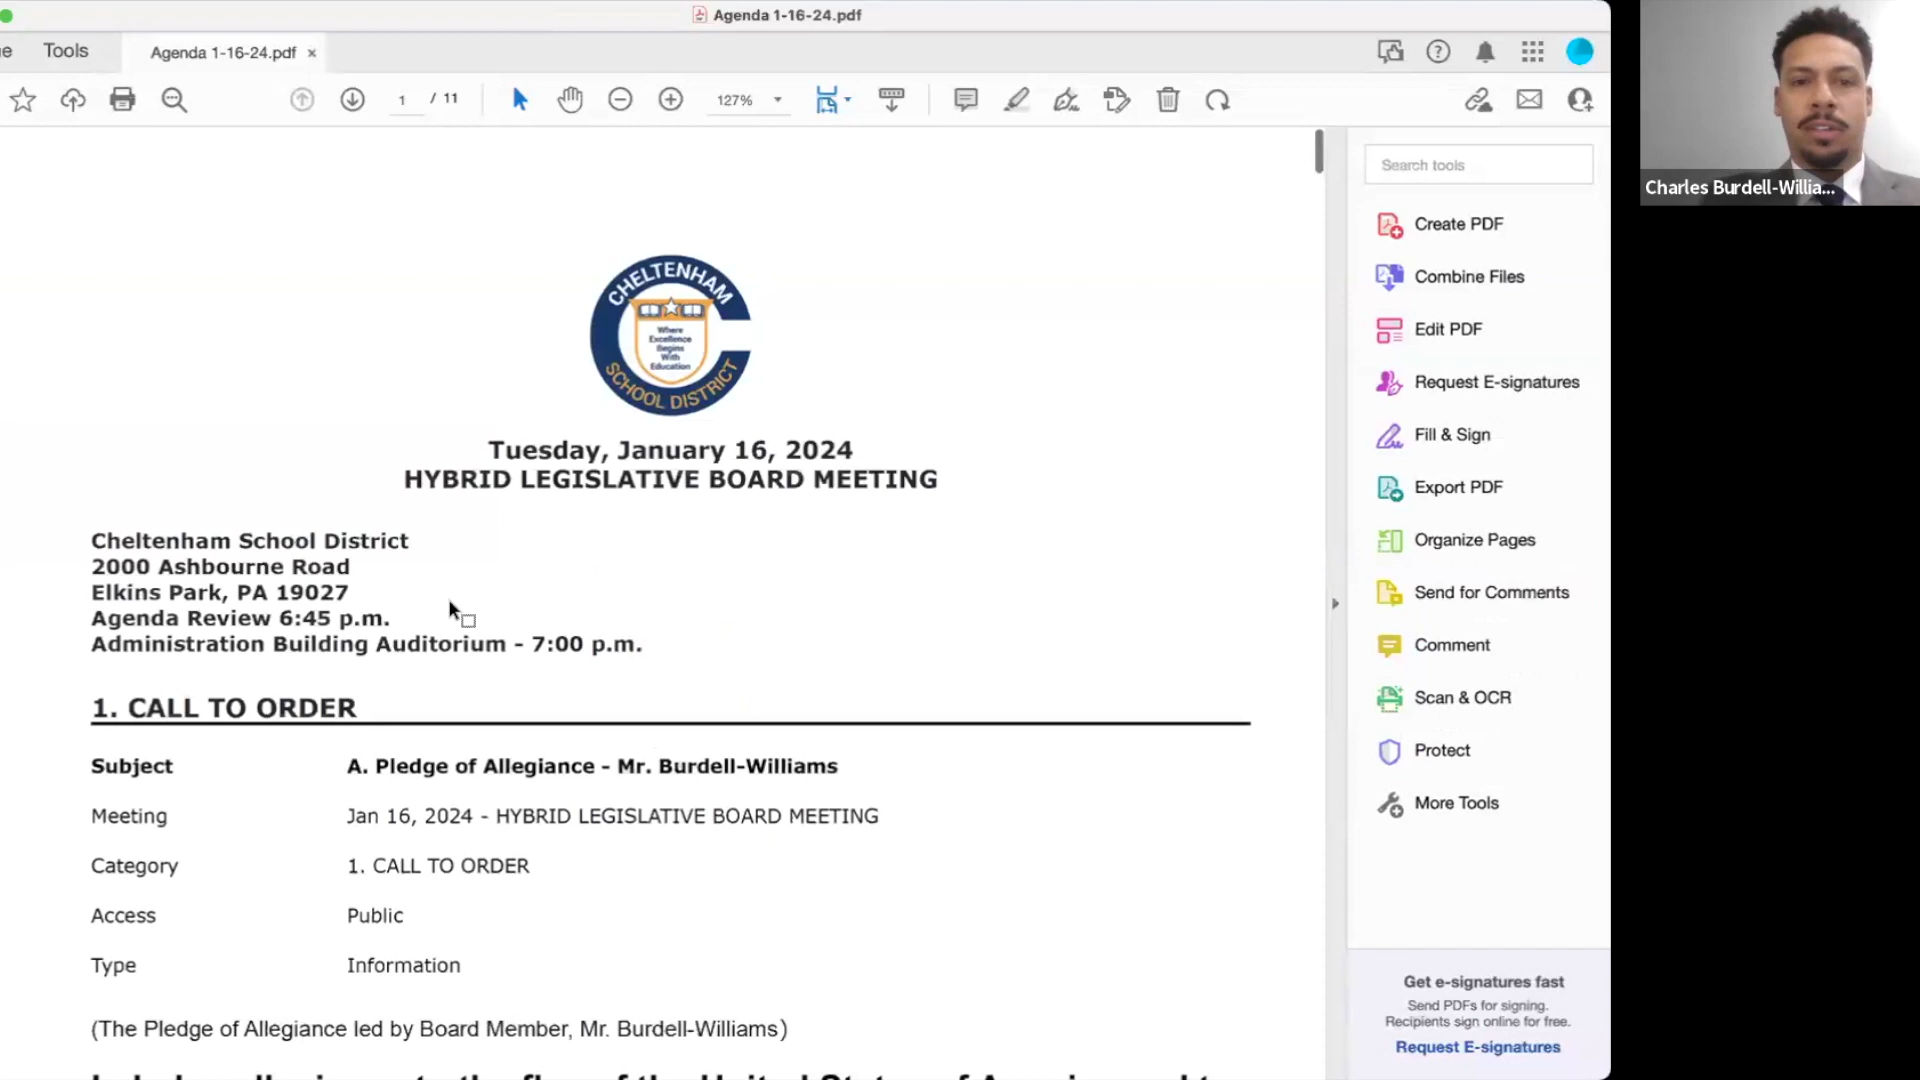 Agenda 1-16-24.pdf
e Tools Agenda 1-16-24.pdf ×
1 / 11 127%
Charles Burdell-Willia...
Search tools
Create PDF
Combine Files
Edit PDF
Request E-signatures
Fill & Sign
Export PDF
Organize Pages
Send for Comments
Comment
Scan & OCR
Protect
More Tools
Get e-signatures fast
Send PDFs for signing.
Recipients sign online for free.
Request E-signatures
CHELTENHAM
Where
Excellence
Begins
With
Education
SCHOOL DISTRICT
Tuesday, January 16, 2024
HYBRID LEGISLATIVE BOARD MEETING
Cheltenham School District
2000 Ashbourne Road
Elkins Park, PA 19027
Agenda Review 6:45 p.m.
Administration Building Auditorium - 7:00 p.m.
1. CALL TO ORDER
Subject A. Pledge of Allegiance - Mr. Burdell-Williams
Meeting Jan 16, 2024 - HYBRID LEGISLATIVE BOARD MEETING
Category 1. CALL TO ORDER
Access Public
Type Information
(The Pledge of Allegiance led by Board Member, Mr. Burdell-Williams)